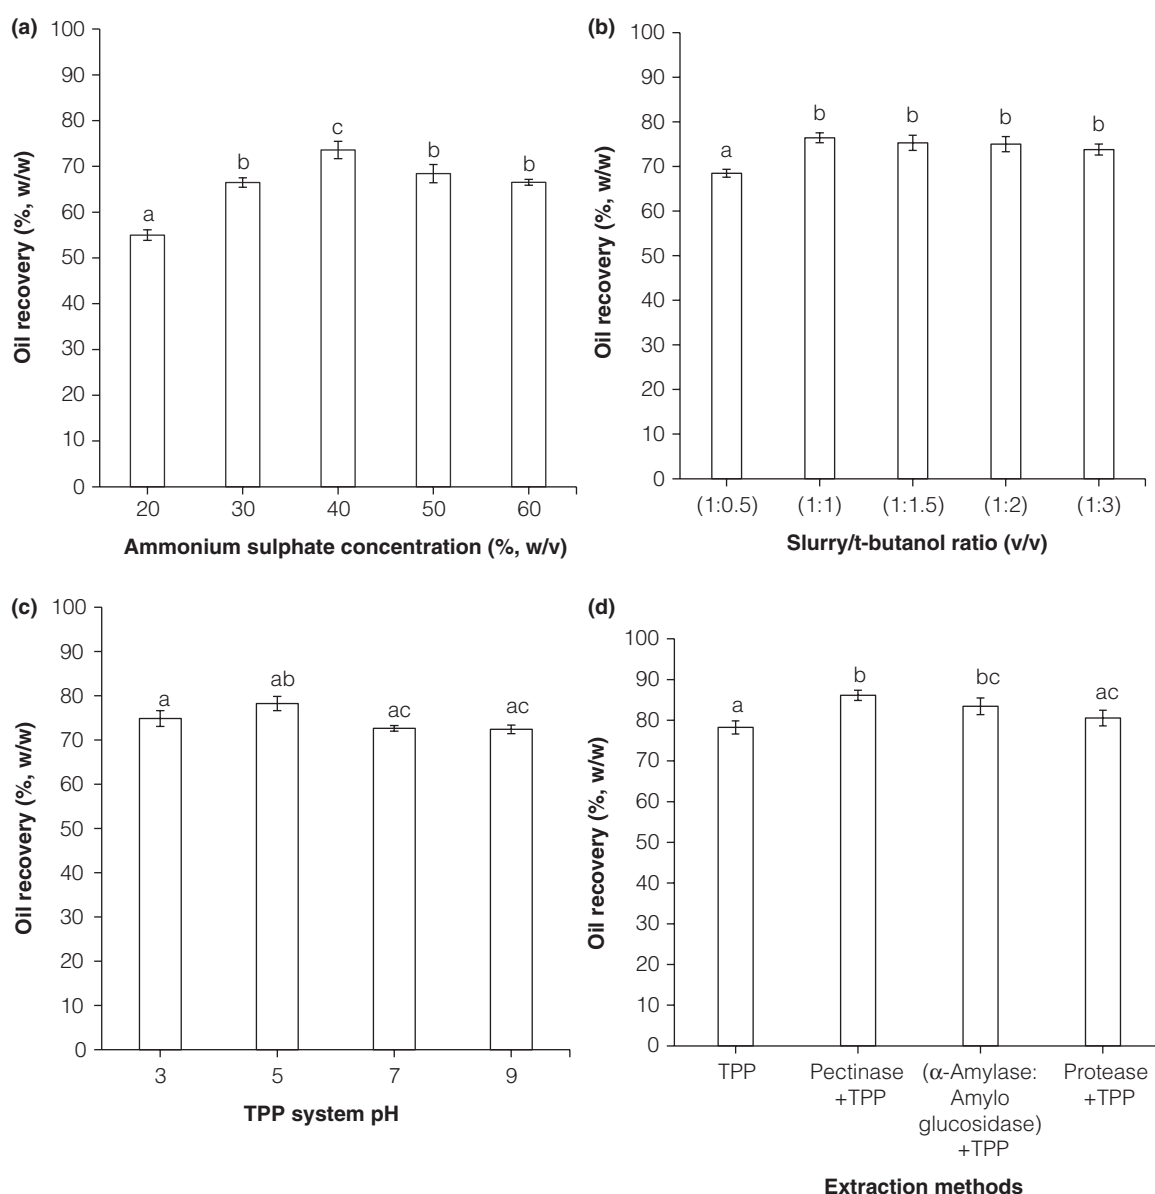 (a)
100
90
80
70
60
50
40
30
20
10
0
Oil recovery (%, w/w)
a
b
c
b
b
20 30 40 50 60
Ammonium sulphate concentration (%, w/v)
(b)
100
90
80
70
60
50
40
30
20
10
0
Oil recovery (%, w/w)
a
b
b
b
b
(1:0.5) (1:1) (1:1.5) (1:2) (1:3)
Slurry/t-butanol ratio (v/v)
(c)
100
90
80
70
60
50
40
30
20
10
0
Oil recovery (%, w/w)
a
ab
ac
ac
3 5 7 9
TPP system pH
(d)
100
90
80
70
60
50
40
30
20
10
0
Oil recovery (%, w/w)
a
b
bc
ac
TPP
Pectinase
+TPP
(α-Amylase:
Amylo
glucosidase)
+TPP
Protease
+TPP
Extraction methods